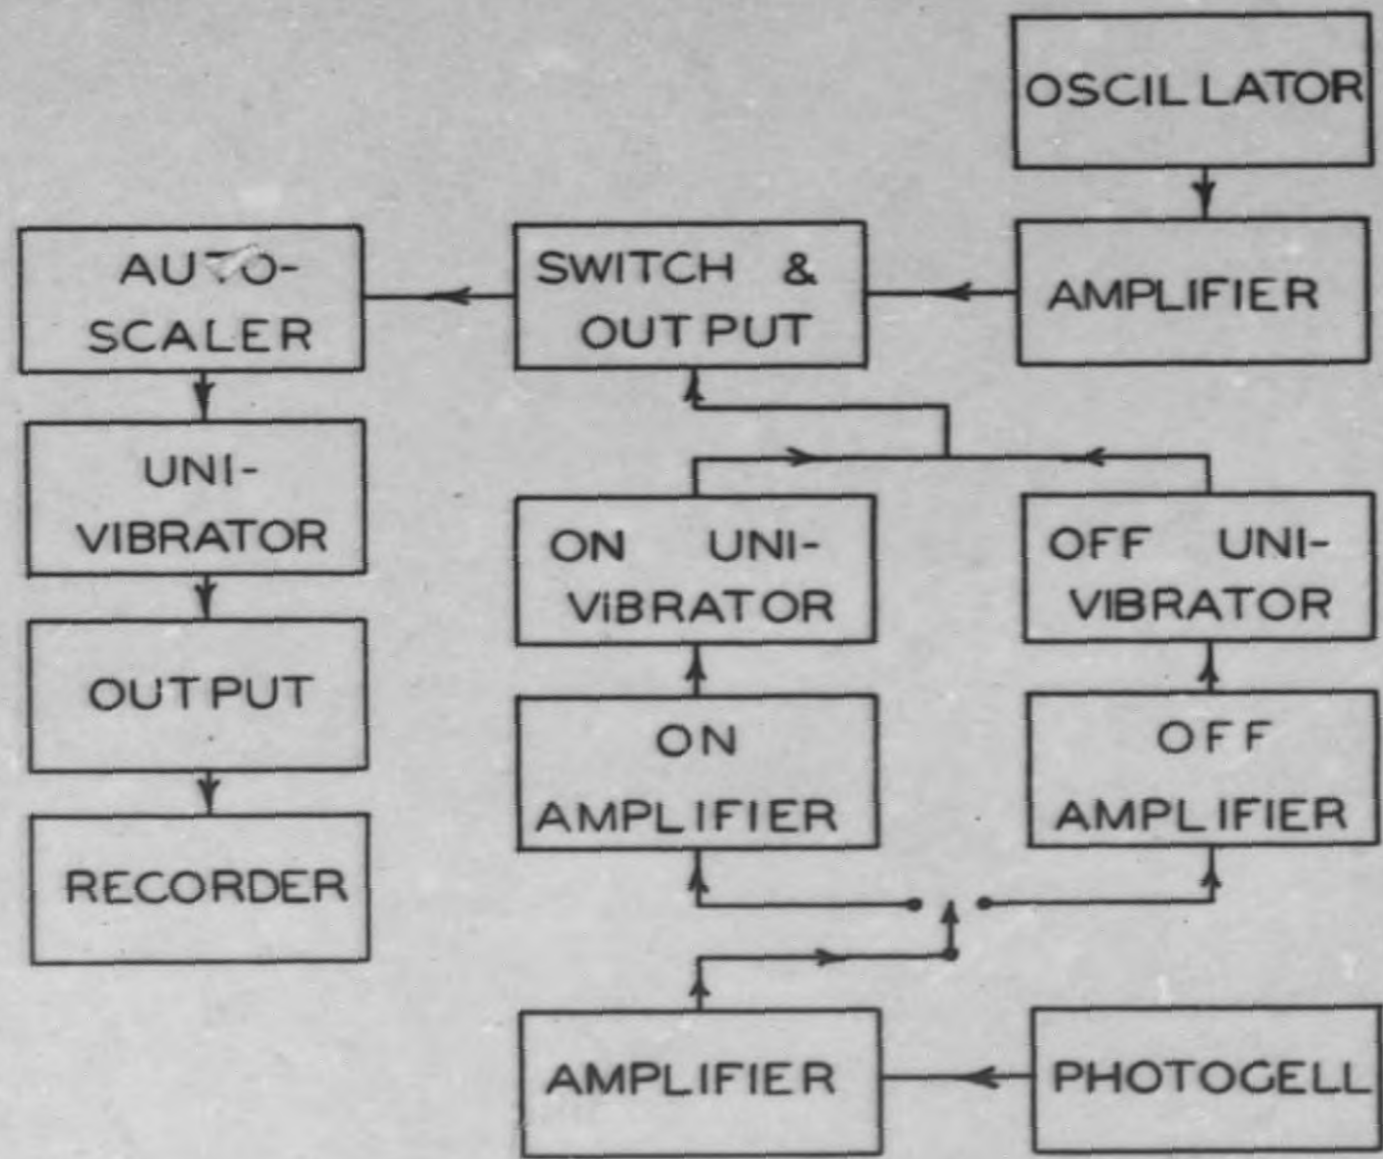 OSCILLATOR
AUTO-
SCALER
SWITCH &
OUTPUT
AMPLIFIER
UNI-
VIBRATOR
ON UNI-
VIBRATOR
OFF UNI-
VIBRATOR
OUTPUT
ON
AMPLIFIER
OFF
AMPLIFIER
RECORDER
AMPLIFIER
PHOTOCELL